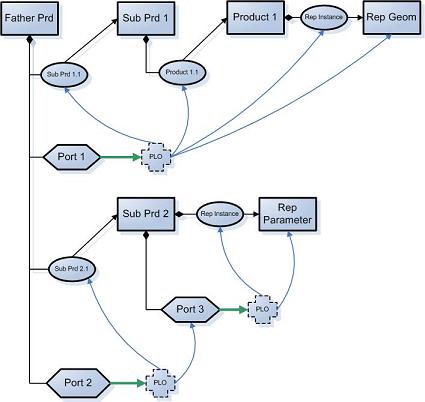 Father Prd
Sub Prd 1
Product 1
Rep Instance
Rep Geom
Sub Prd 1.1
Product 1.1
Port 1
PLO
Sub Prd 2
Rep Instance
Rep
Parameter
Sub Prd 2.1
Port 3
PLO
Port 2
PLO